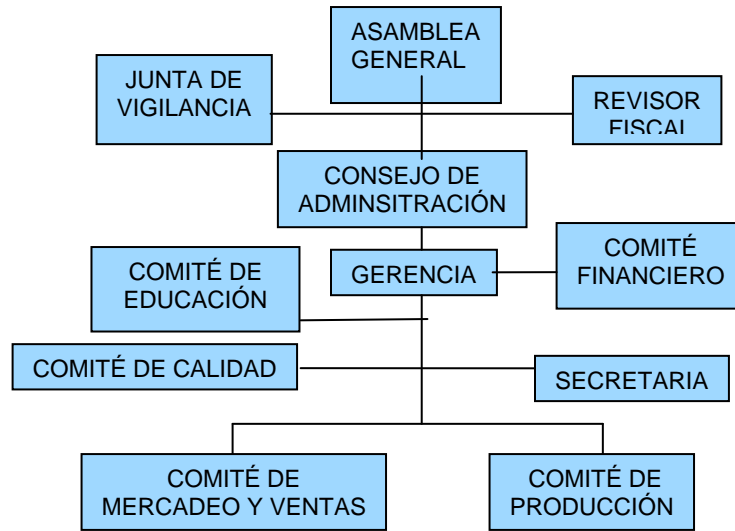 ASAMBLEA
GENERAL
JUNTA DE
VIGILANCIA
REVISOR
FISCAL
CONSEJO DE
ADMINSITRACIÓN
COMITÉ DE
EDUCACIÓN
GERENCIA
COMITÉ
FINANCIERO
COMITÉ DE CALIDAD
SECRETARIA
COMITÉ DE
MERCADEO Y VENTAS
COMITÉ DE
PRODUCCIÓN